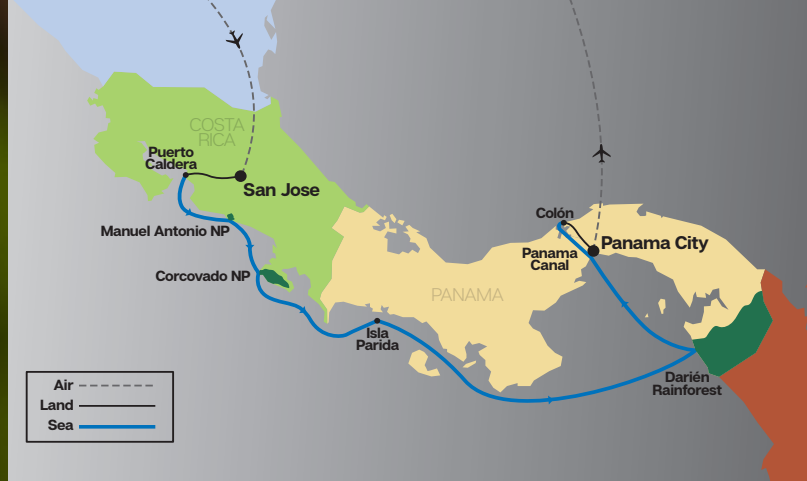 COSTA
RICA
Puerto
Caldera
San Jose
Manuel Antonio NP
Corcovado NP
Colón
Panama City
Panama
Canal
PANAMA
Isla
Parida
Darién
Rainforest
Air
Land
Sea